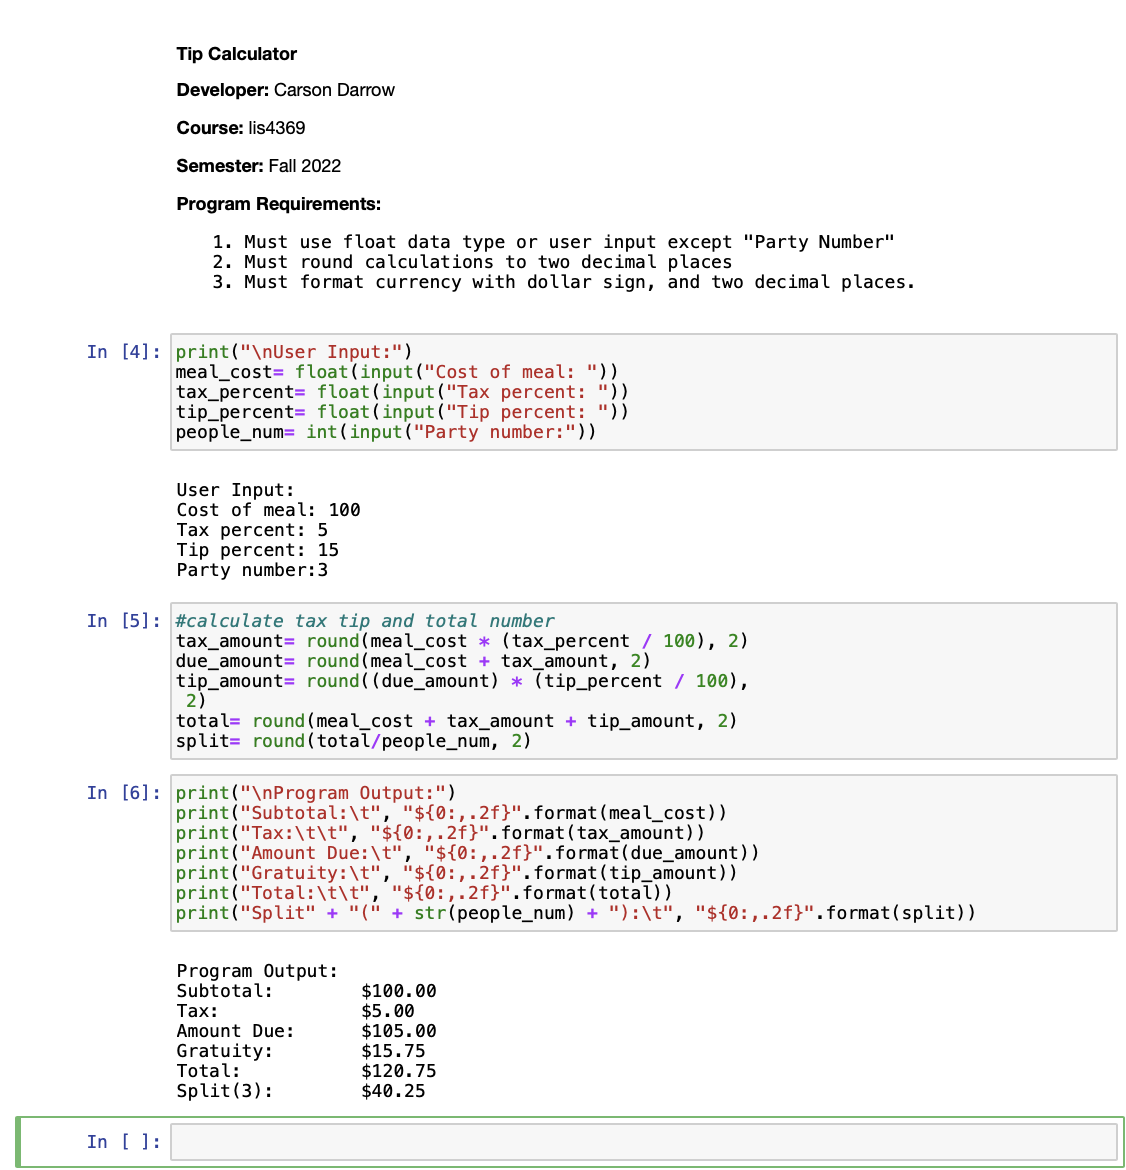 Tip Calculator
Developer: Carson Darrow
Course: lis4369
Semester: Fall 2022
Program Requirements:
1. Must use float data type or user input except "Party Number"
2. Must round calculations to two decimal places
3. Must format currency with dollar sign, and two decimal places.
In [4]: print("\nUser Input:")
meal_cost= float(input("Cost of meal: "))
tax_percent= float(input("Tax percent: "))
tip_percent= float(input("Tip percent: "))
people_num= int(input("Party number:"))
User Input:
Cost of meal: 100
Tax percent: 5
Tip percent: 15
Party number:3
In [5]: #calculate tax tip and total number
tax_amount= round(meal_cost * (tax_percent / 100), 2)
due_amount= round(meal_cost + tax_amount, 2)
tip_amount= round((due_amount) * (tip_percent / 100),
 2)
total= round(meal_cost + tax_amount + tip_amount, 2)
split= round(total/people_num, 2)
In [6]: print("\nProgram Output:")
print("Subtotal:\t", "${0:,.2f}".format(meal_cost))
print("Tax:\t\t", "${0:,.2f}".format(tax_amount))
print("Amount Due:\t", "${0:,.2f}".format(due_amount))
print("Gratuity:\t", "${0:,.2f}".format(tip_amount))
print("Total:\t\t", "${0:,.2f}".format(total))
print("Split" + "(" + str(people_num) + "):\t", "${0:,.2f}".format(split))
Program Output:
Subtotal: $100.00
Tax: $5.00
Amount Due: $105.00
Gratuity: $15.75
Total: $120.75
Split(3): $40.25
In [ ]: